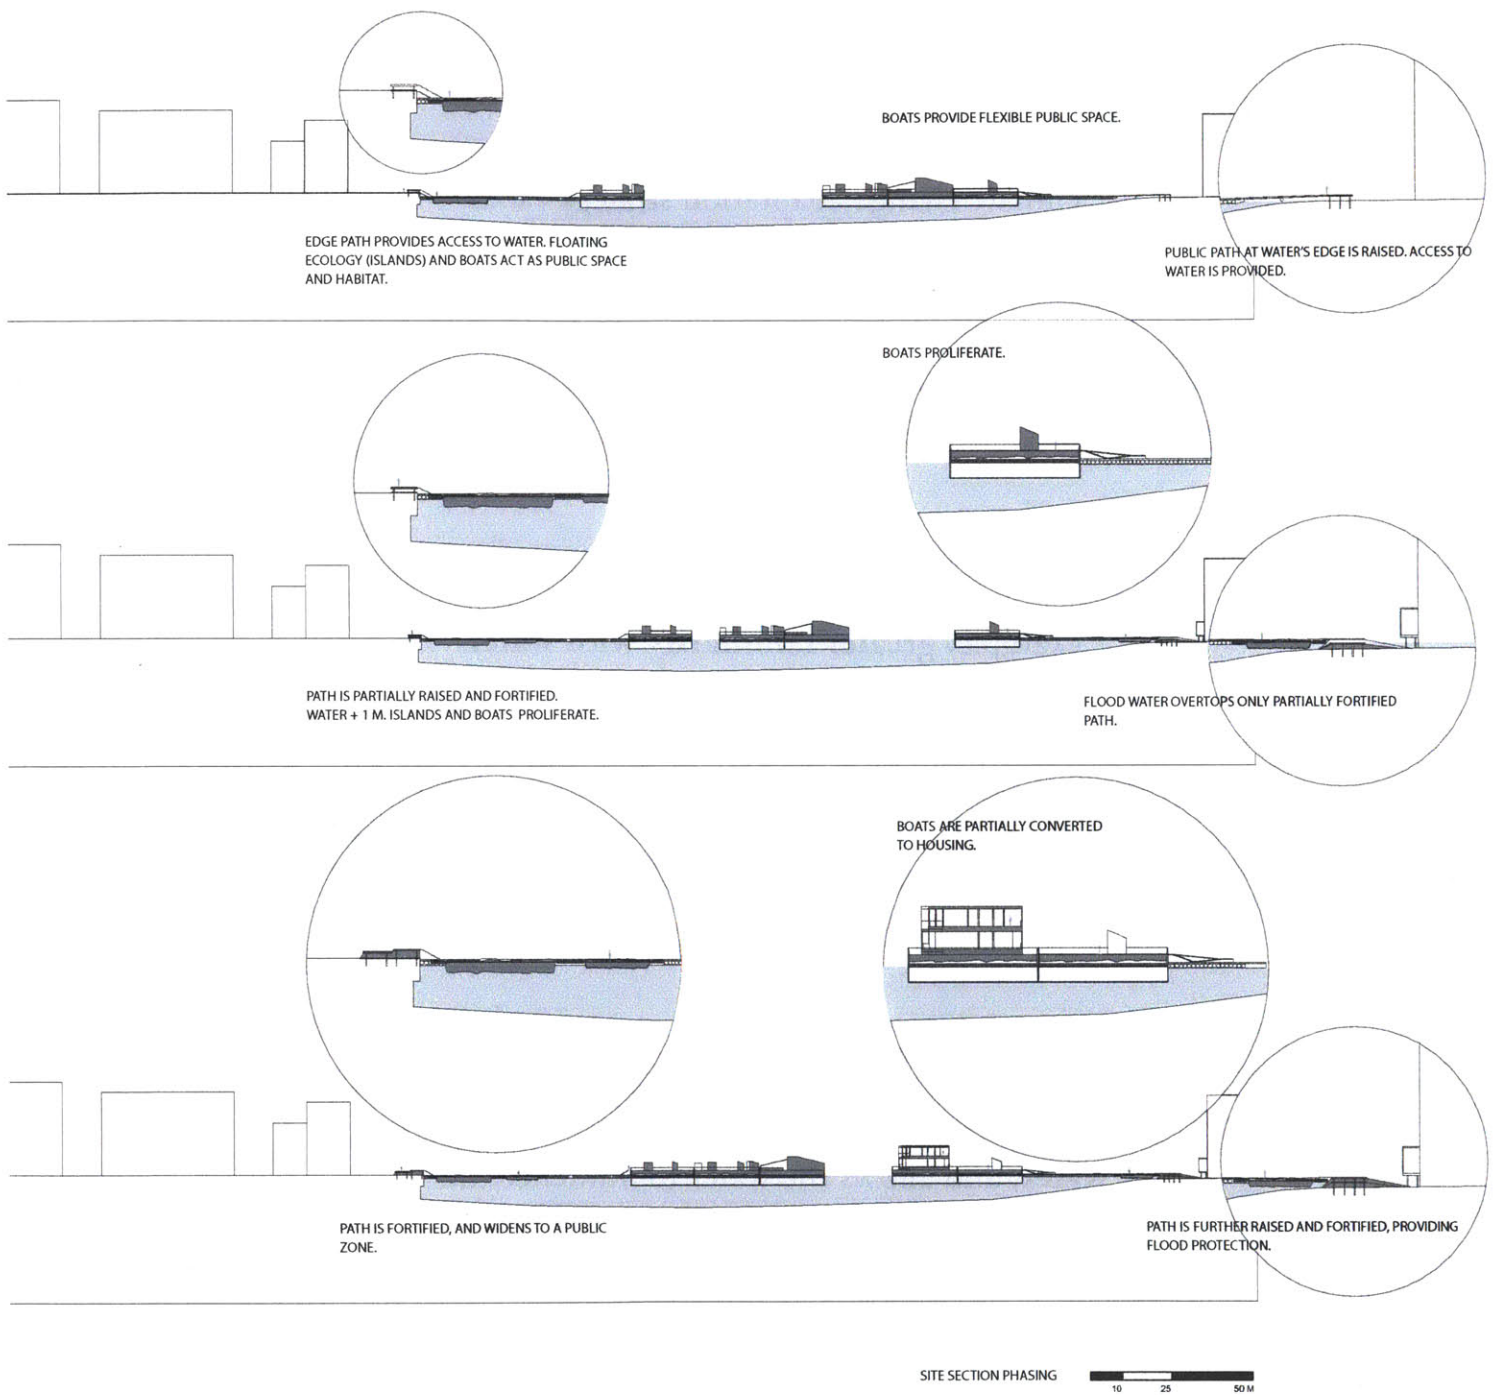 BOATS PROVIDE FLEXIBLE PUBLIC SPACE.
EDGE PATH PROVIDES ACCESS TO WATER. FLOATING
ECOLOGY (ISLANDS) AND BOATS ACT AS PUBLIC SPACE
AND HABITAT.
PUBLIC PATH AT WATER'S EDGE IS RAISED. ACCESS TO
WATER IS PROVIDED.
BOATS PROLIFERATE.
PATH IS PARTIALLY RAISED AND FORTIFIED.
WATER + 1 M. ISLANDS AND BOATS PROLIFERATE.
FLOOD WATER OVERTOPS ONLY PARTIALLY FORTIFIED
PATH.
BOATS ARE PARTIALLY CONVERTED
TO HOUSING.
PATH IS FORTIFIED, AND WIDENS TO A PUBLIC
ZONE.
PATH IS FURTHER RAISED AND FORTIFIED, PROVIDING
FLOOD PROTECTION.
SITE SECTION PHASING
10 25 50 M